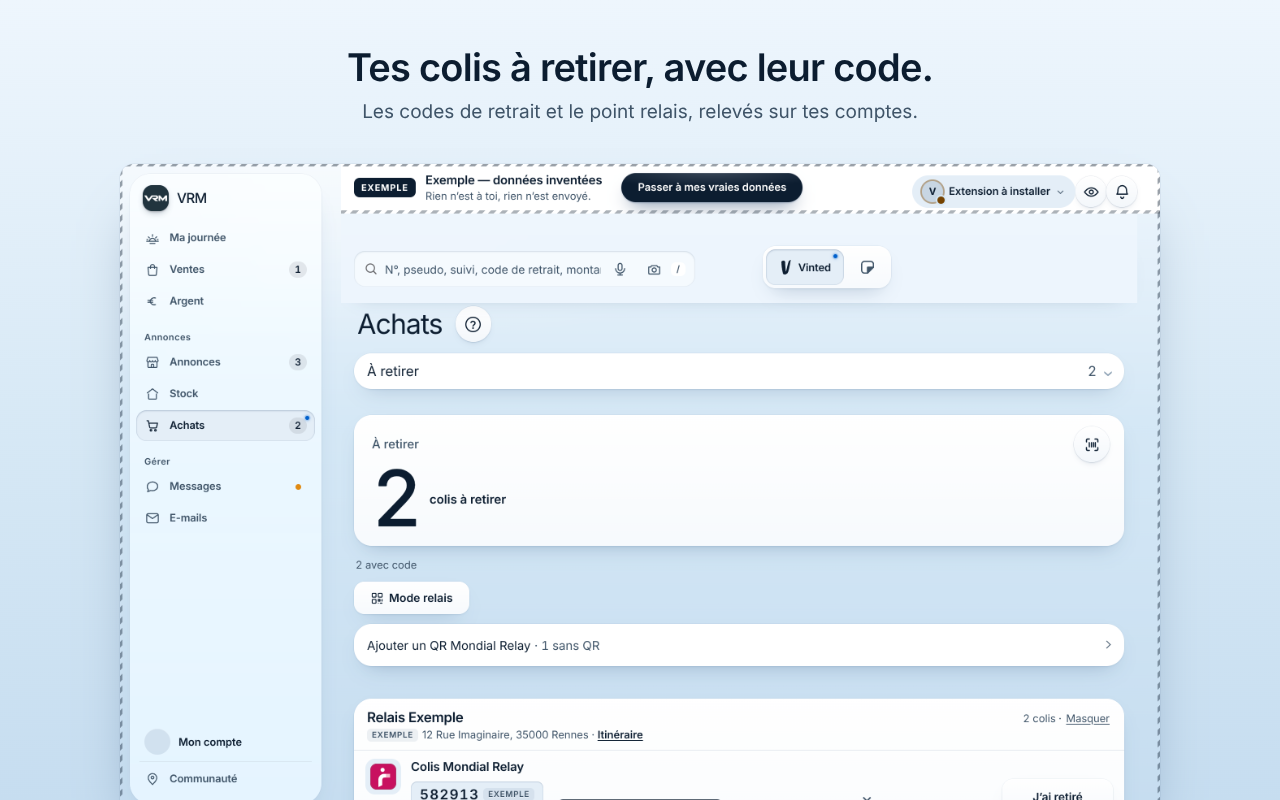 Tes colis à retirer, avec leur code.
Les codes de retrait et le point relais, relevés sur tes comptes.
VRM
VRM
Ma journée
Ventes 1
Argent
Annonces
Annonces 3
Stock
Achats 2
Gérer
Messages
E-mails
Mon compte
Communauté
EXEMPLE
Exemple — données inventées
Rien n'est à toi, rien n'est envoyé.
Passer à mes vraies données
V Extension à installer
N°, pseudo, suivi, code de retrait, monta
/
Vinted
Achats ?
À retirer 2
À retirer
2 colis à retirer
2 avec code
Mode relais
Ajouter un QR Mondial Relay · 1 sans QR
Relais Exemple
2 colis · Masquer
EXEMPLE 12 Rue Imaginaire, 35000 Rennes · Itinéraire
Colis Mondial Relay
582913 EXEMPLE
J'ai retiré